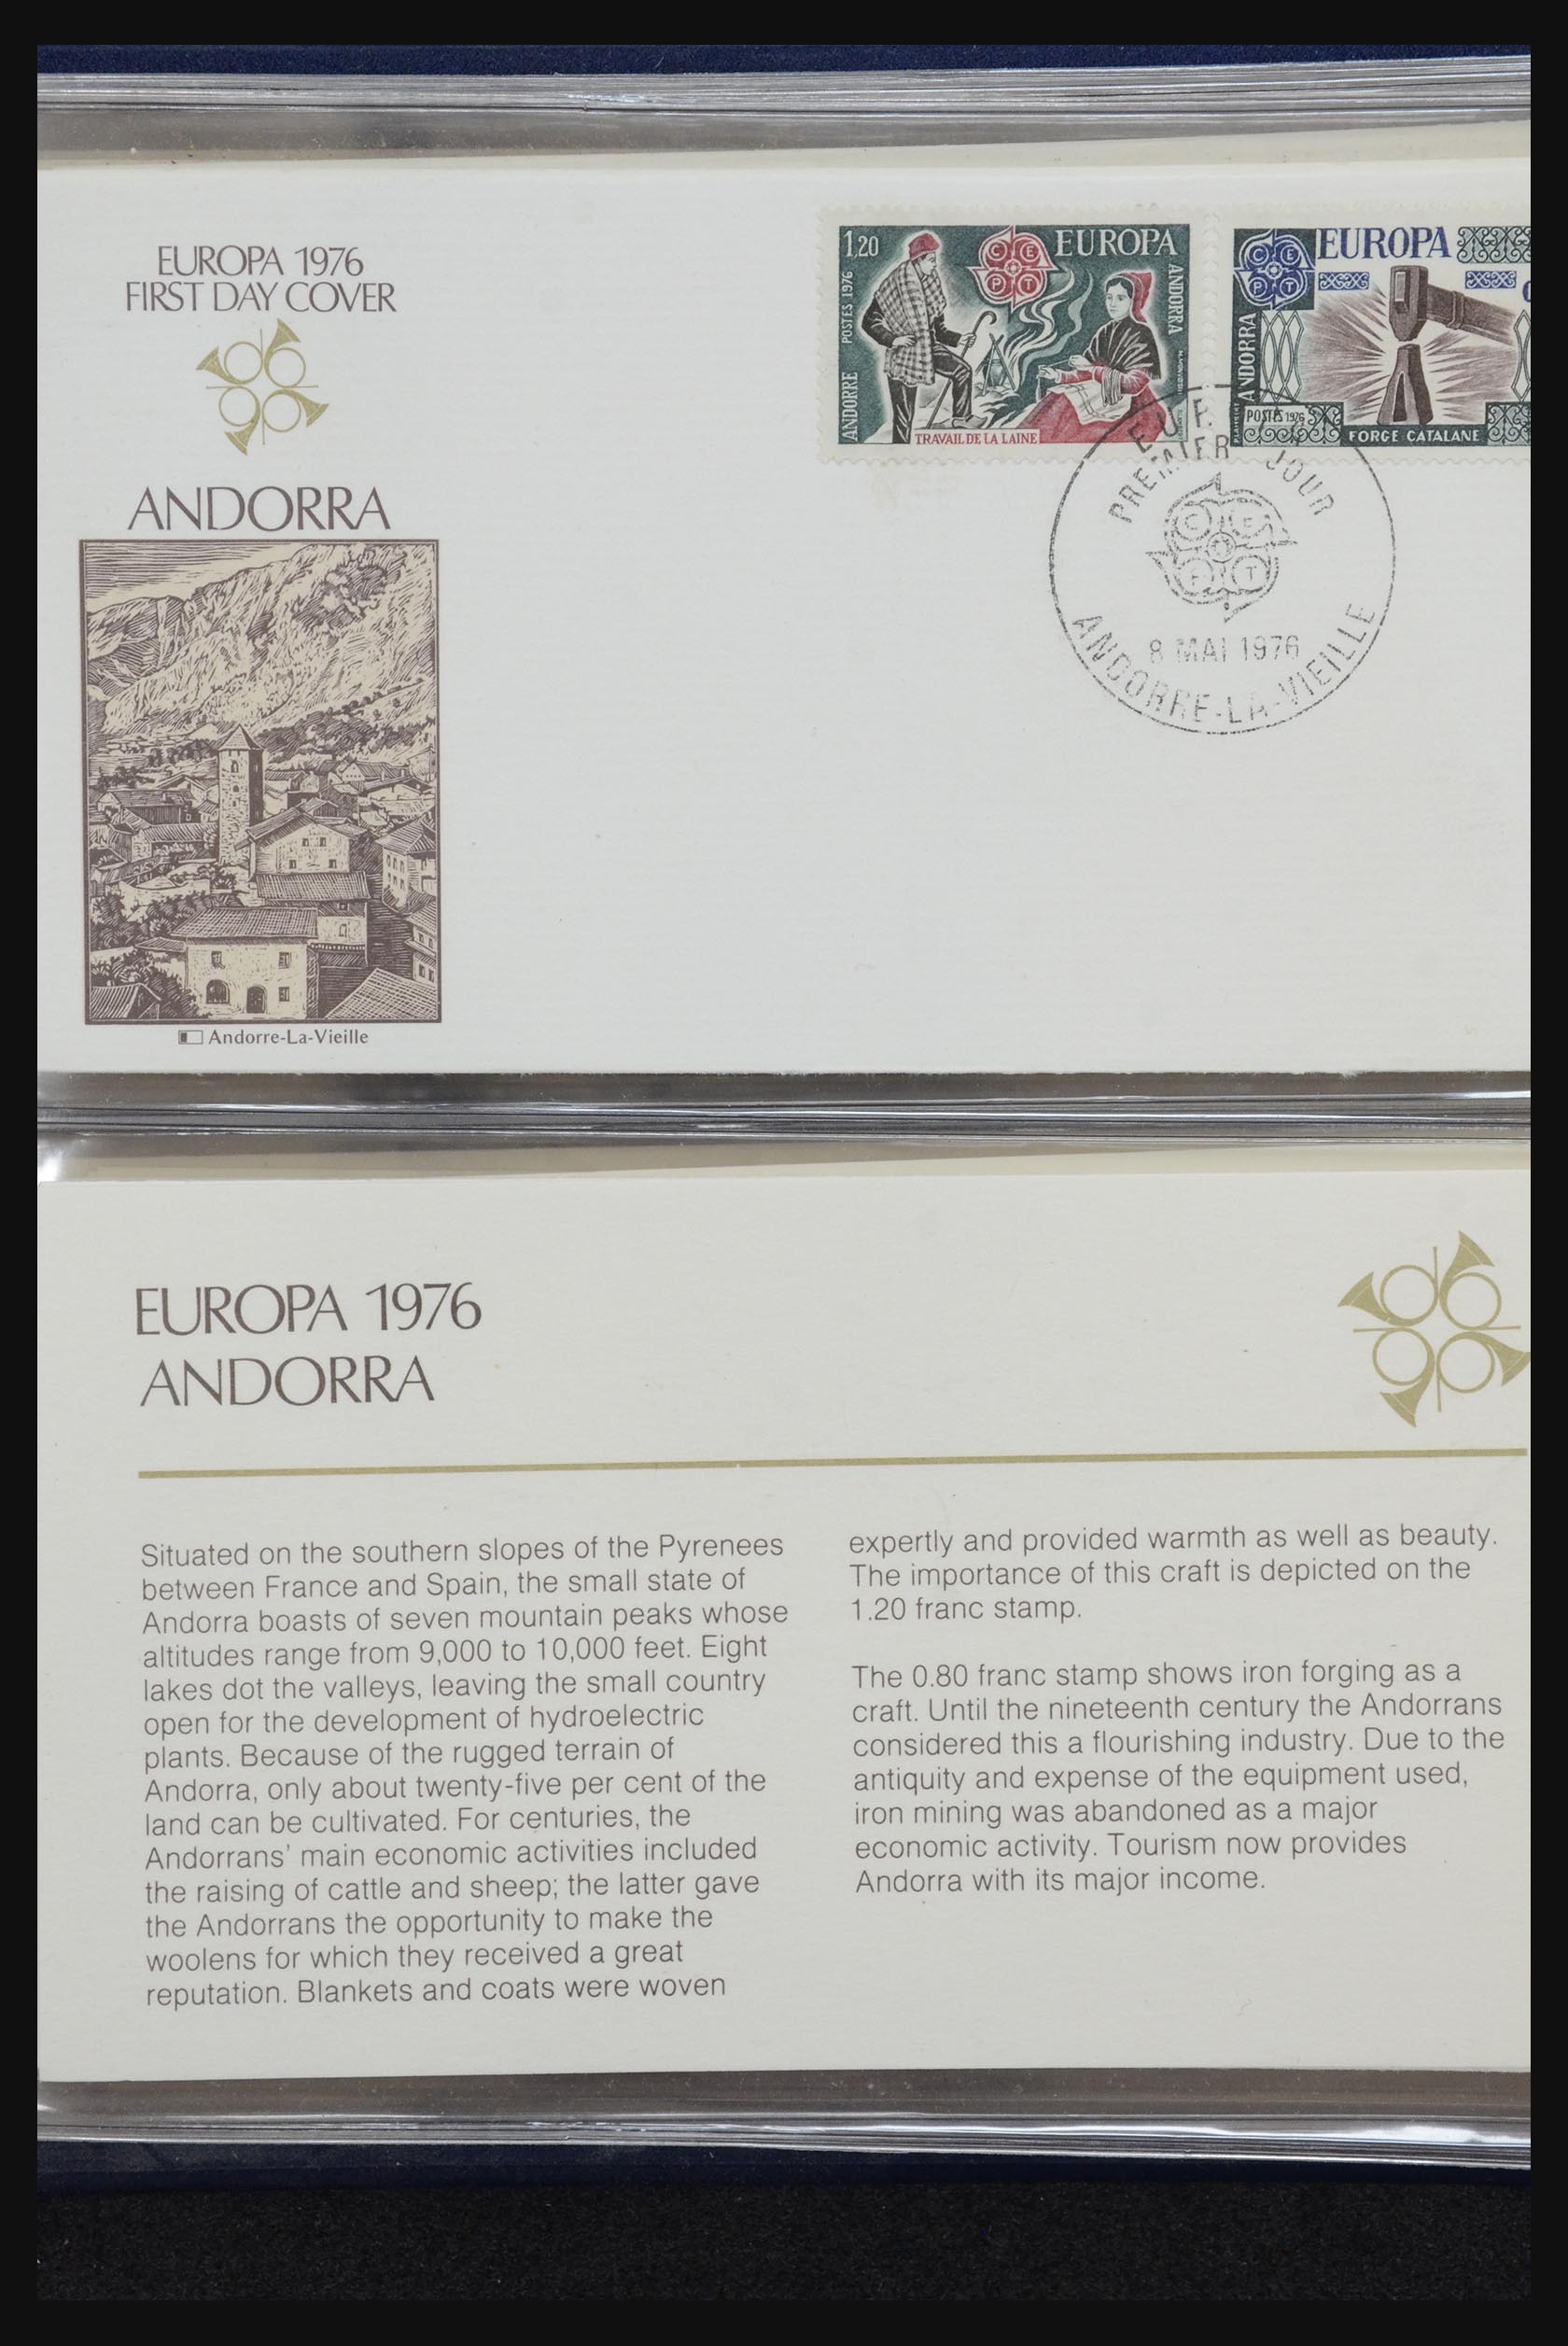 EUROPA 1976
FIRST DAY COVER
ANDORRA
Andorre-La-Vieille
1,20
C E P T
EUROPA
POSTES 1976
ANDORRE
ANDORRA
TRAVAIL DE LA LAINE
C E P T
EUROPA
ANDORRA
POSTES 1976
FORGE CATALANE
PREMIER JOUR
C E P T
8 MAI 1976
ANDORRE-LA-VIEILLE
EUROPA 1976
ANDORRA
Situated on the southern slopes of the Pyrenees
between France and Spain, the small state of
Andorra boasts of seven mountain peaks whose
altitudes range from 9,000 to 10,000 feet. Eight
lakes dot the valleys, leaving the small country
open for the development of hydroelectric
plants. Because of the rugged terrain of
Andorra, only about twenty-five per cent of the
land can be cultivated. For centuries, the
Andorrans' main economic activities included
the raising of cattle and sheep; the latter gave
the Andorrans the opportunity to make the
woolens for which they received a great
reputation. Blankets and coats were woven
expertly and provided warmth as well as beauty.
The importance of this craft is depicted on the
1.20 franc stamp.
The 0.80 franc stamp shows iron forging as a
craft. Until the nineteenth century the Andorrans
considered this a flourishing industry. Due to the
antiquity and expense of the equipment used,
iron mining was abandoned as a major
economic activity. Tourism now provides
Andorra with its major income.